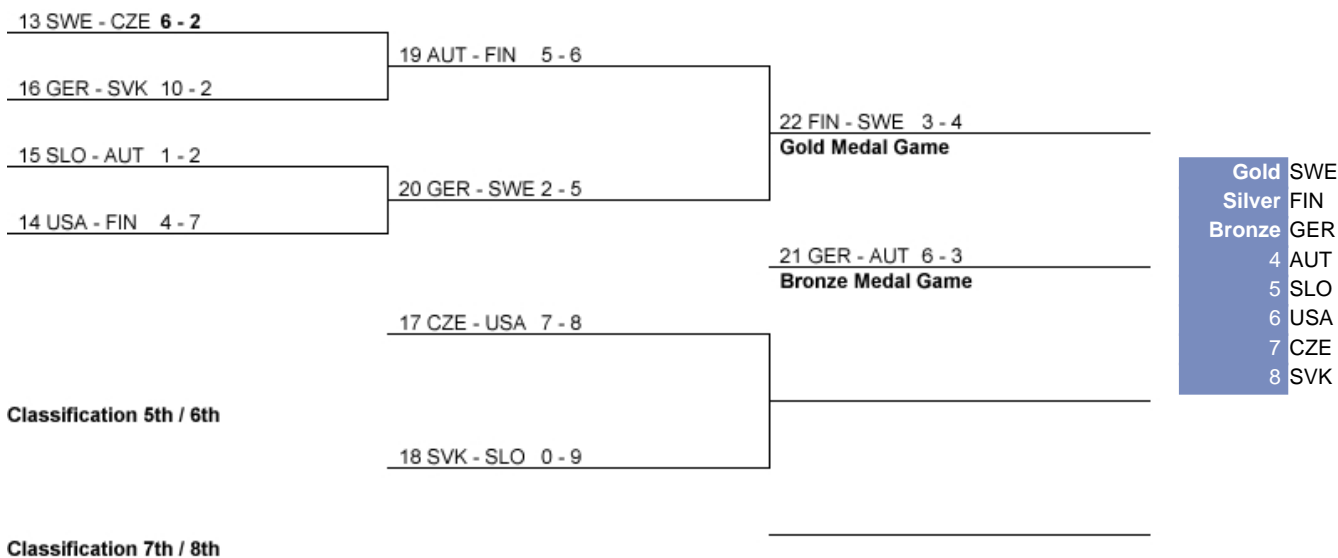 13 SWE - CZE 6 - 2
16 GER - SVK 10 - 2
15 SLO - AUT 1 - 2
14 USA - FIN 4 - 7
19 AUT - FIN 5 - 6
20 GER - SWE 2 - 5
22 FIN - SWE 3 - 4
Gold Medal Game
21 GER - AUT 6 - 3
Bronze Medal Game
17 CZE - USA 7 - 8
Classification 5th / 6th
18 SVK - SLO 0 - 9
Classification 7th / 8th
Gold SWE
Silver FIN
Bronze GER
4 AUT
5 SLO
6 USA
7 CZE
8 SVK